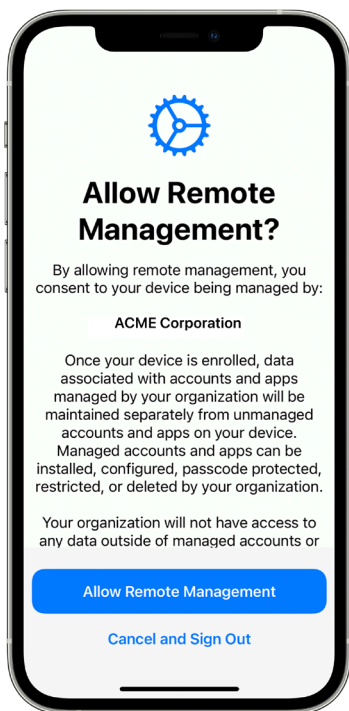 Allow Remote
Management?
By allowing remote management, you
consent to your device being managed by:
ACME Corporation
Once your device is enrolled, data
associated with accounts and apps
managed by your organization will be
maintained separately from unmanaged
accounts and apps on your device.
Managed accounts and apps can be
installed, configured, passcode protected,
restricted, or deleted by your organization.
Your organization will not have access to
any data outside of managed accounts or
Allow Remote Management
Cancel and Sign Out